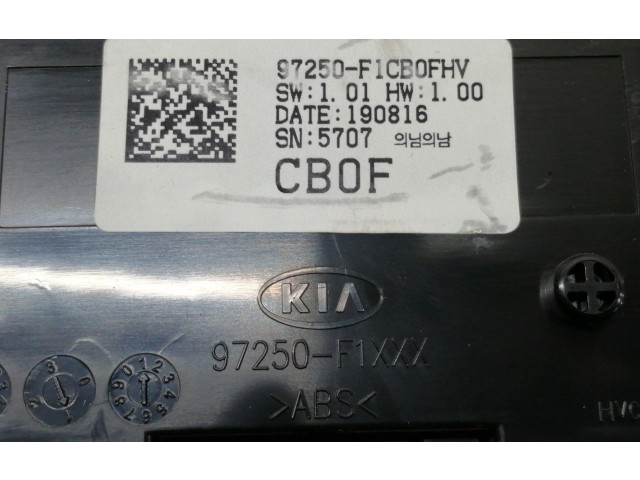 97250-F1CB0FHV
SW:1.01 HW:1.00
DATE:190816
SN:5707 의님의남
CB0F
KIA
97250-F1XXX
>ABS<
HVC